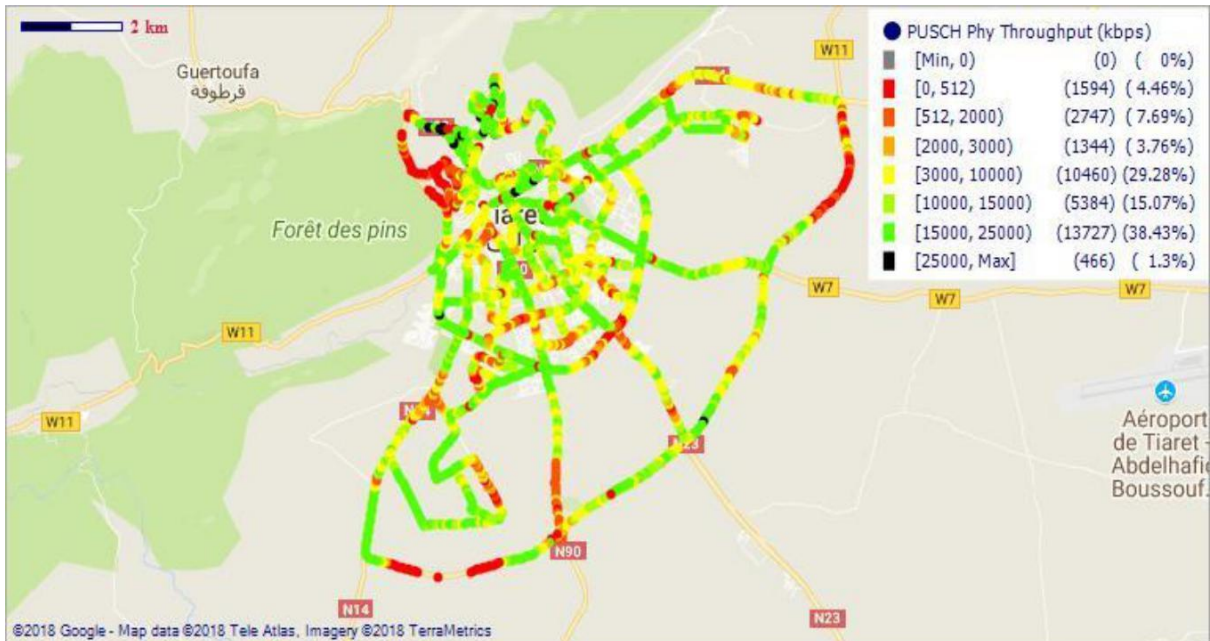 2 km
Guertoufa
قرطوفة
Forêt des pins
Tiaret
W11
W11
W11
W7
W7
W7
N14
N90
N23
N23
Aéroport
de Tiaret -
Abdelhafid
Boussouf.
PUSCH Phy Throughput (kbps)
[Min, 0) (0) ( 0%)
[0, 512) (1594) ( 4.46%)
[512, 2000) (2747) ( 7.69%)
[2000, 3000) (1344) ( 3.76%)
[3000, 10000) (10460) (29.28%)
[10000, 15000) (5384) (15.07%)
[15000, 25000) (13727) (38.43%)
[25000, Max] (466) ( 1.3%)
©2018 Google - Map data ©2018 Tele Atlas, Imagery ©2018 TerraMetrics